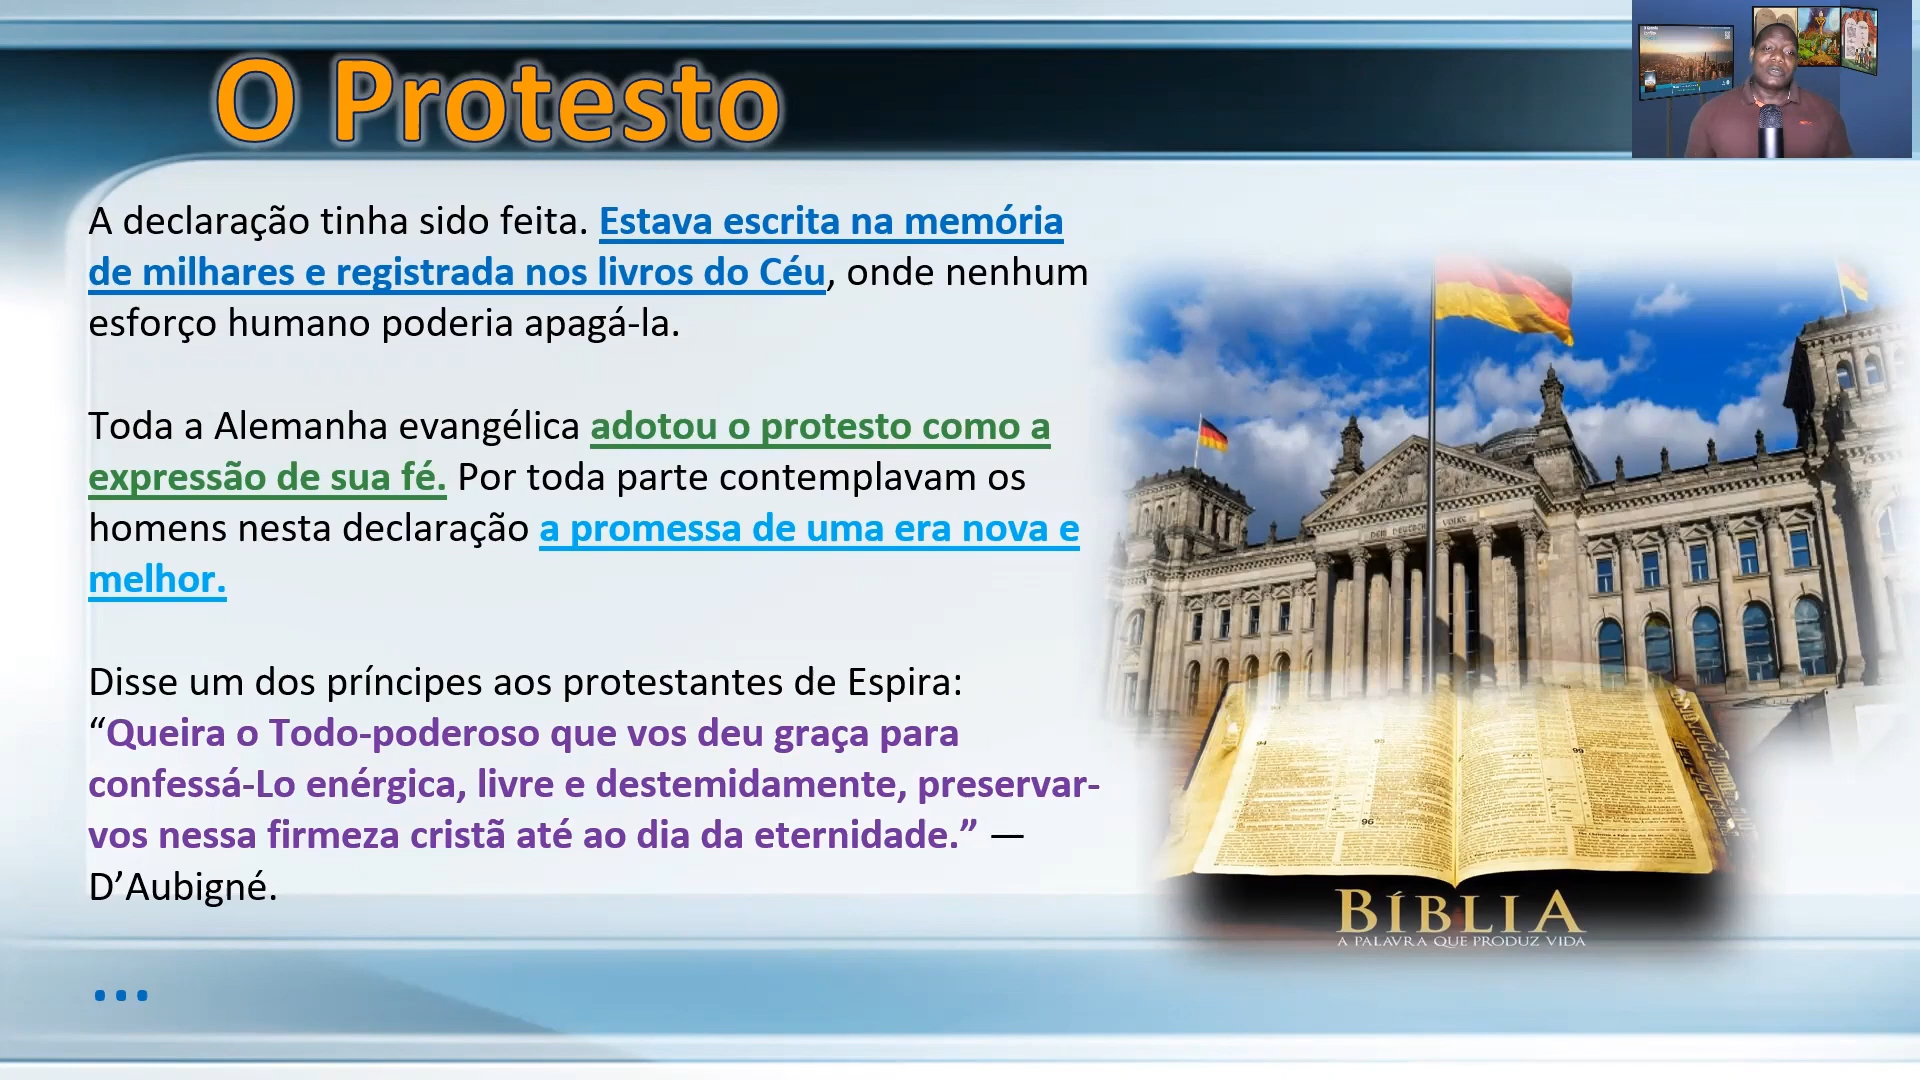 O Protesto
A declaração tinha sido feita. Estava escrita na memória
de milhares e registrada nos livros do Céu, onde nenhum
esforço humano poderia apagá-la.
Toda a Alemanha evangélica adotou o protesto como a
expressão de sua fé. Por toda parte contemplavam os
homens nesta declaração a promessa de uma era nova e
melhor.
Disse um dos príncipes aos protestantes de Espira:
“Queira o Todo-poderoso que vos deu graça para
confessá-Lo enérgica, livre e destemidamente, preservar-
vos nessa firmeza cristã até ao dia da eternidade.” —
D’Aubigné.
...
DEM DEUTSCHEN VOLKE
BÍBLIA
A PALAVRA QUE PRODUZ VIDA